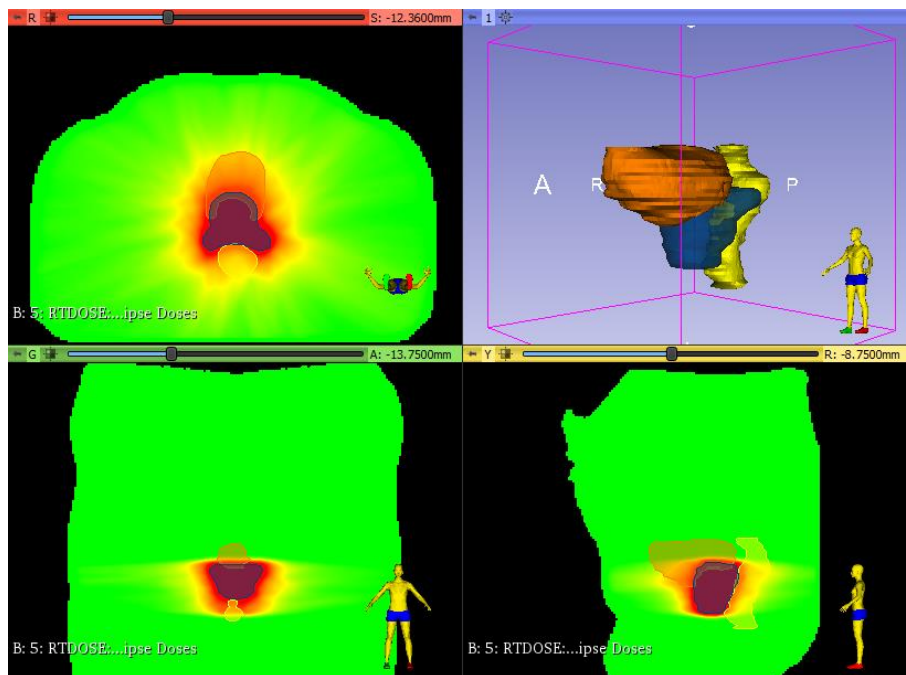 R S: -12.3600mm
1
A R P
B: 5: RTDOSE:...ipse Doses
G A: -13.7500mm
Y R: -8.7500mm
B: 5: RTDOSE:...ipse Doses
B: 5: RTDOSE:...ipse Doses